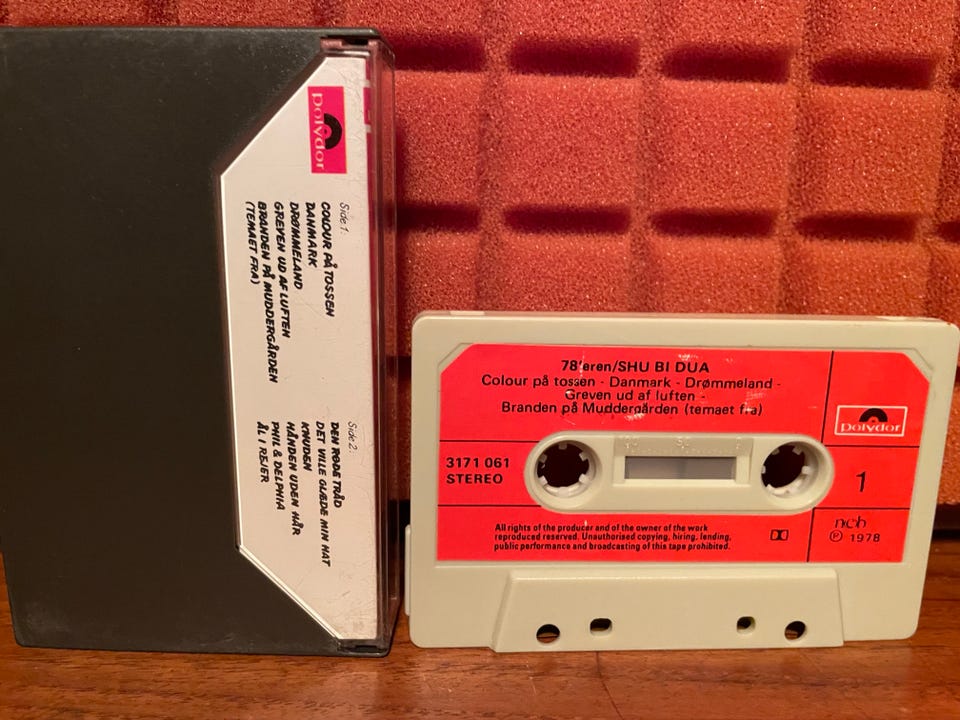 polydor
Side 1:
COLOUR PÅ TOSSEN
DANMARK
DRØMMELAND
GREVEN UD AF LUFTEN
BRANDEN PÅ MUDDERGÅRDEN
(TEMAET FRA)
Side 2.
DEN RØDE TRÅD
DET VILLE GLÆDE MIN HAT
KNUDEN
HÅNDEN UDEN HÅR
PHIL & DELPHIA
ÅL I REJER
78'eren/SHU BI DUA
Colour på tossen - Danmark - Drømmeland -
Greven ud af luften -
Branden på Muddergården (temaet fra)
polydor
3171 061
STEREO
1
All rights of the producer and of the owner of the work
reproduced reserved. Unauthorised copying, hiring, lending,
public performance and broadcasting of this tape prohibited.
ncb
℗ 1978